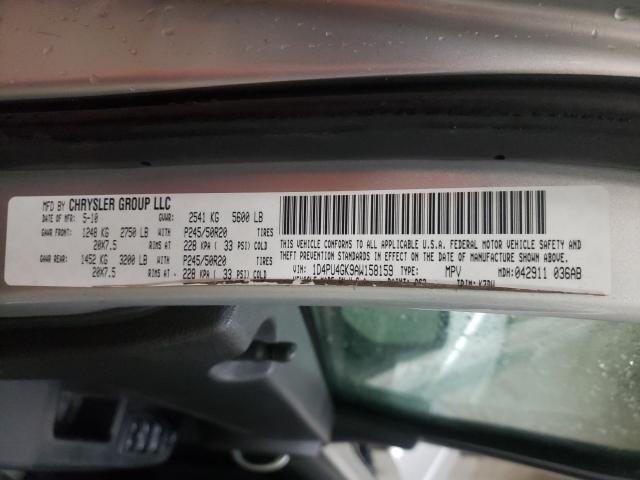 MFD BY CHRYSLER GROUP LLC
DATE OF MFR: 5-10 GVWR: 2541 KG 5600 LB
GAWR FRONT: 1248 KG 2750 LB WITH P245/50R20 TIRES
20X7.5 RIMS AT 228 KPA ( 33 PSI) COLD
GAWR REAR: 1452 KG 3200 LB WITH P245/50R20 TIRES
20X7.5 RIMS AT 228 KPA ( 33 PSI) COLD
THIS VEHICLE CONFORMS TO ALL APPLICABLE U.S.A. FEDERAL MOTOR VEHICLE SAFETY AND
THEFT PREVENTION STANDARDS IN EFFECT ON THE DATE OF MANUFACTURE SHOWN ABOVE.
VIN: 1D4PU4GK9AW158159 TYPE: MPV MDH: 042911 036AB